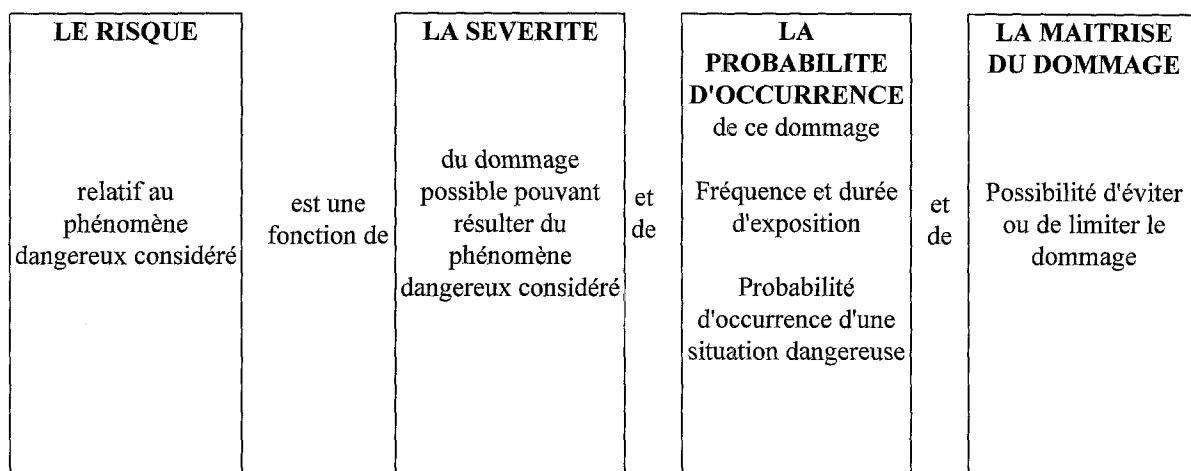 LE RISQUE
relatif au
phénomène
dangereux considéré
est une
fonction de
LA SEVERITE
du dommage
possible pouvant
résulter du
phénomène
dangereux considéré
et
de
LA
PROBABILITE
D'OCCURRENCE
de ce dommage
Fréquence et durée
d'exposition
Probabilité
d'occurrence d'une
situation dangereuse
et
de
LA MAITRISE
DU DOMMAGE
Possibilité d'éviter
ou de limiter le
dommage